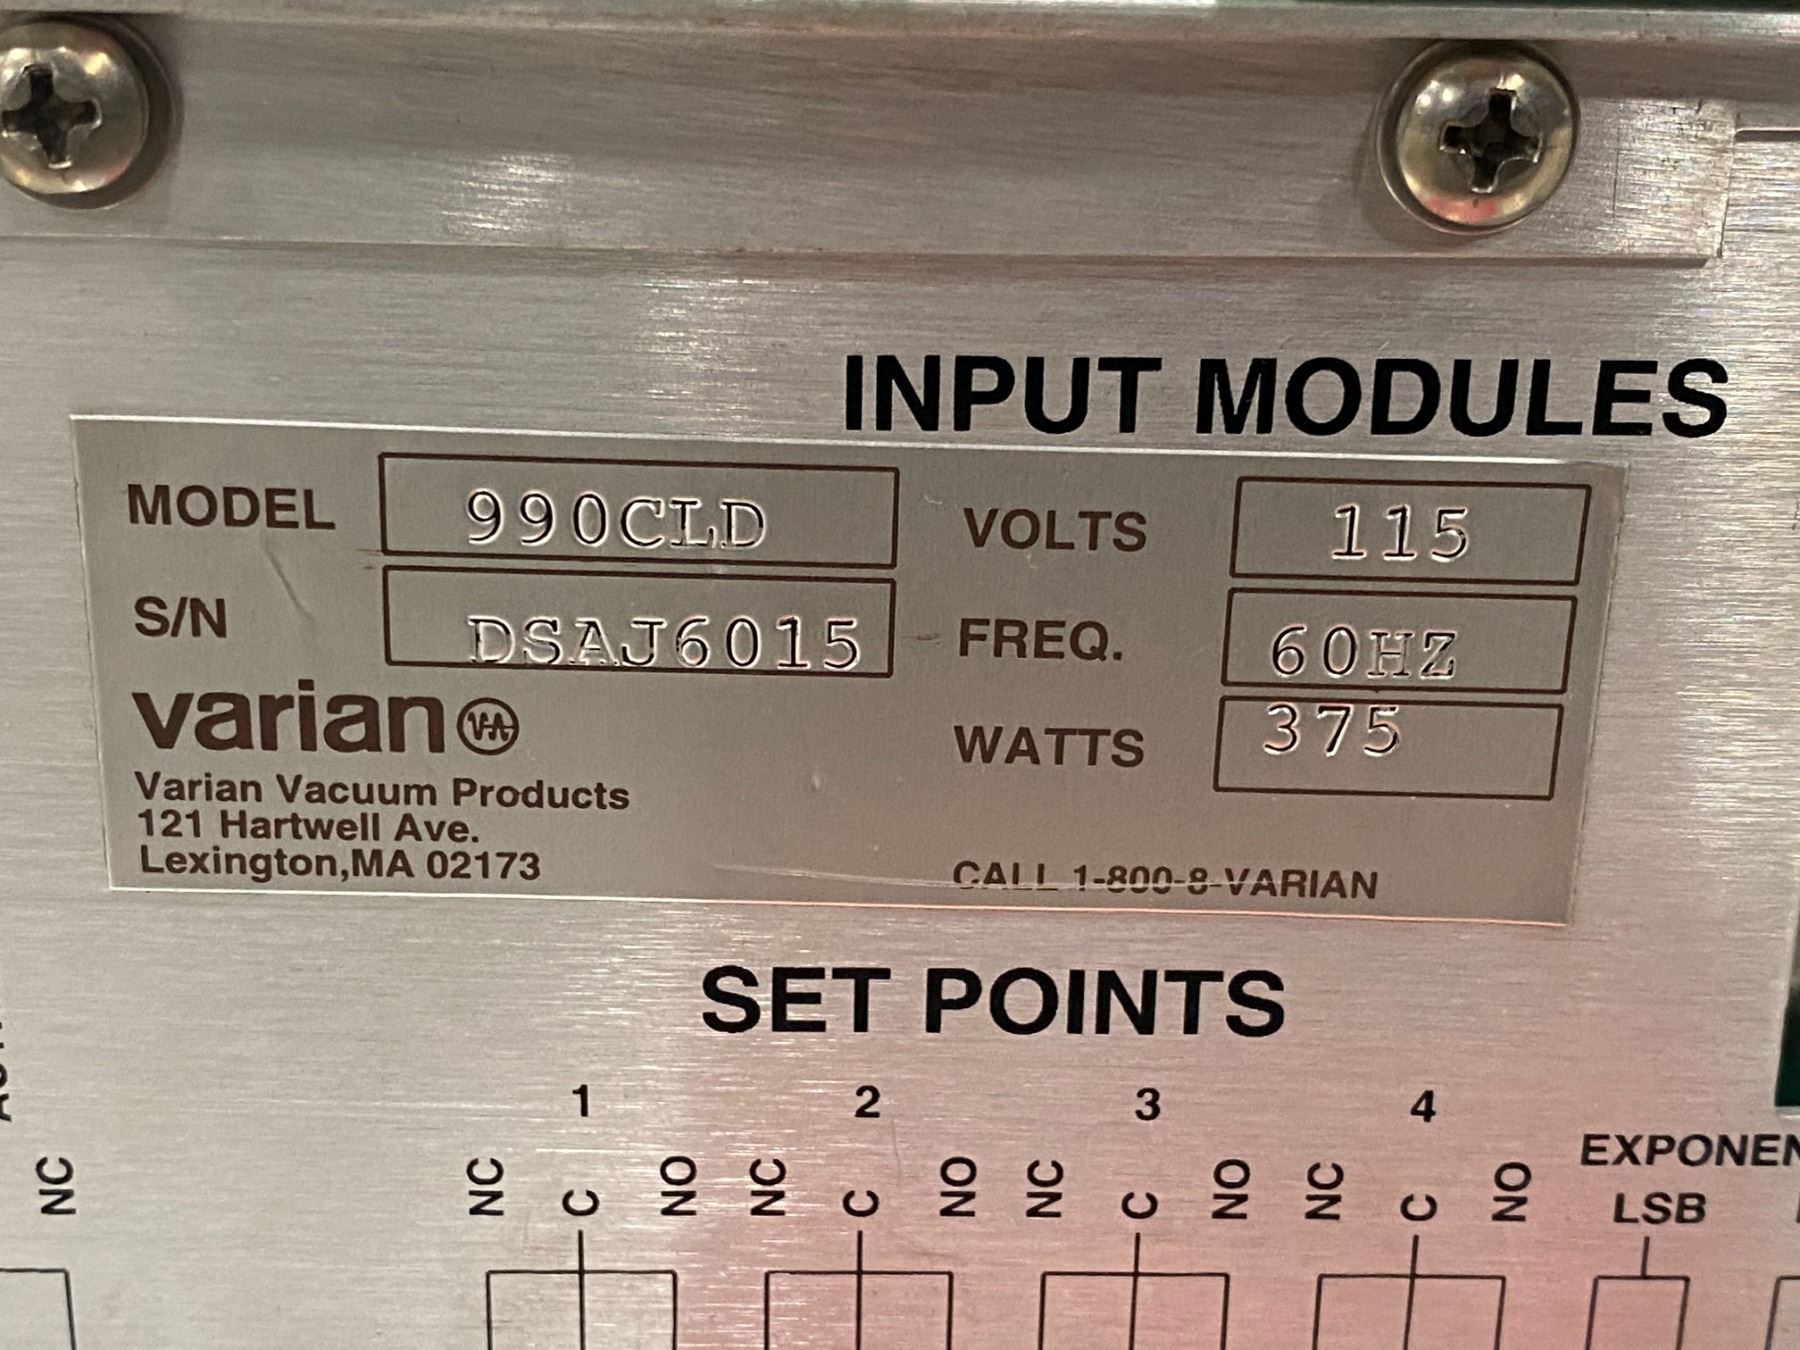 INPUT MODULES
MODEL 990CLD VOLTS 115
S/N DSAJ6015 FREQ. 60HZ
varian VA WATTS 375
Varian Vacuum Products
121 Hartwell Ave.
Lexington,MA 02173
CALL 1-800-8-VARIAN
SET POINTS
1 2 3 4
NC NC C NO NC C NO NC C NO NC C NO
LSB